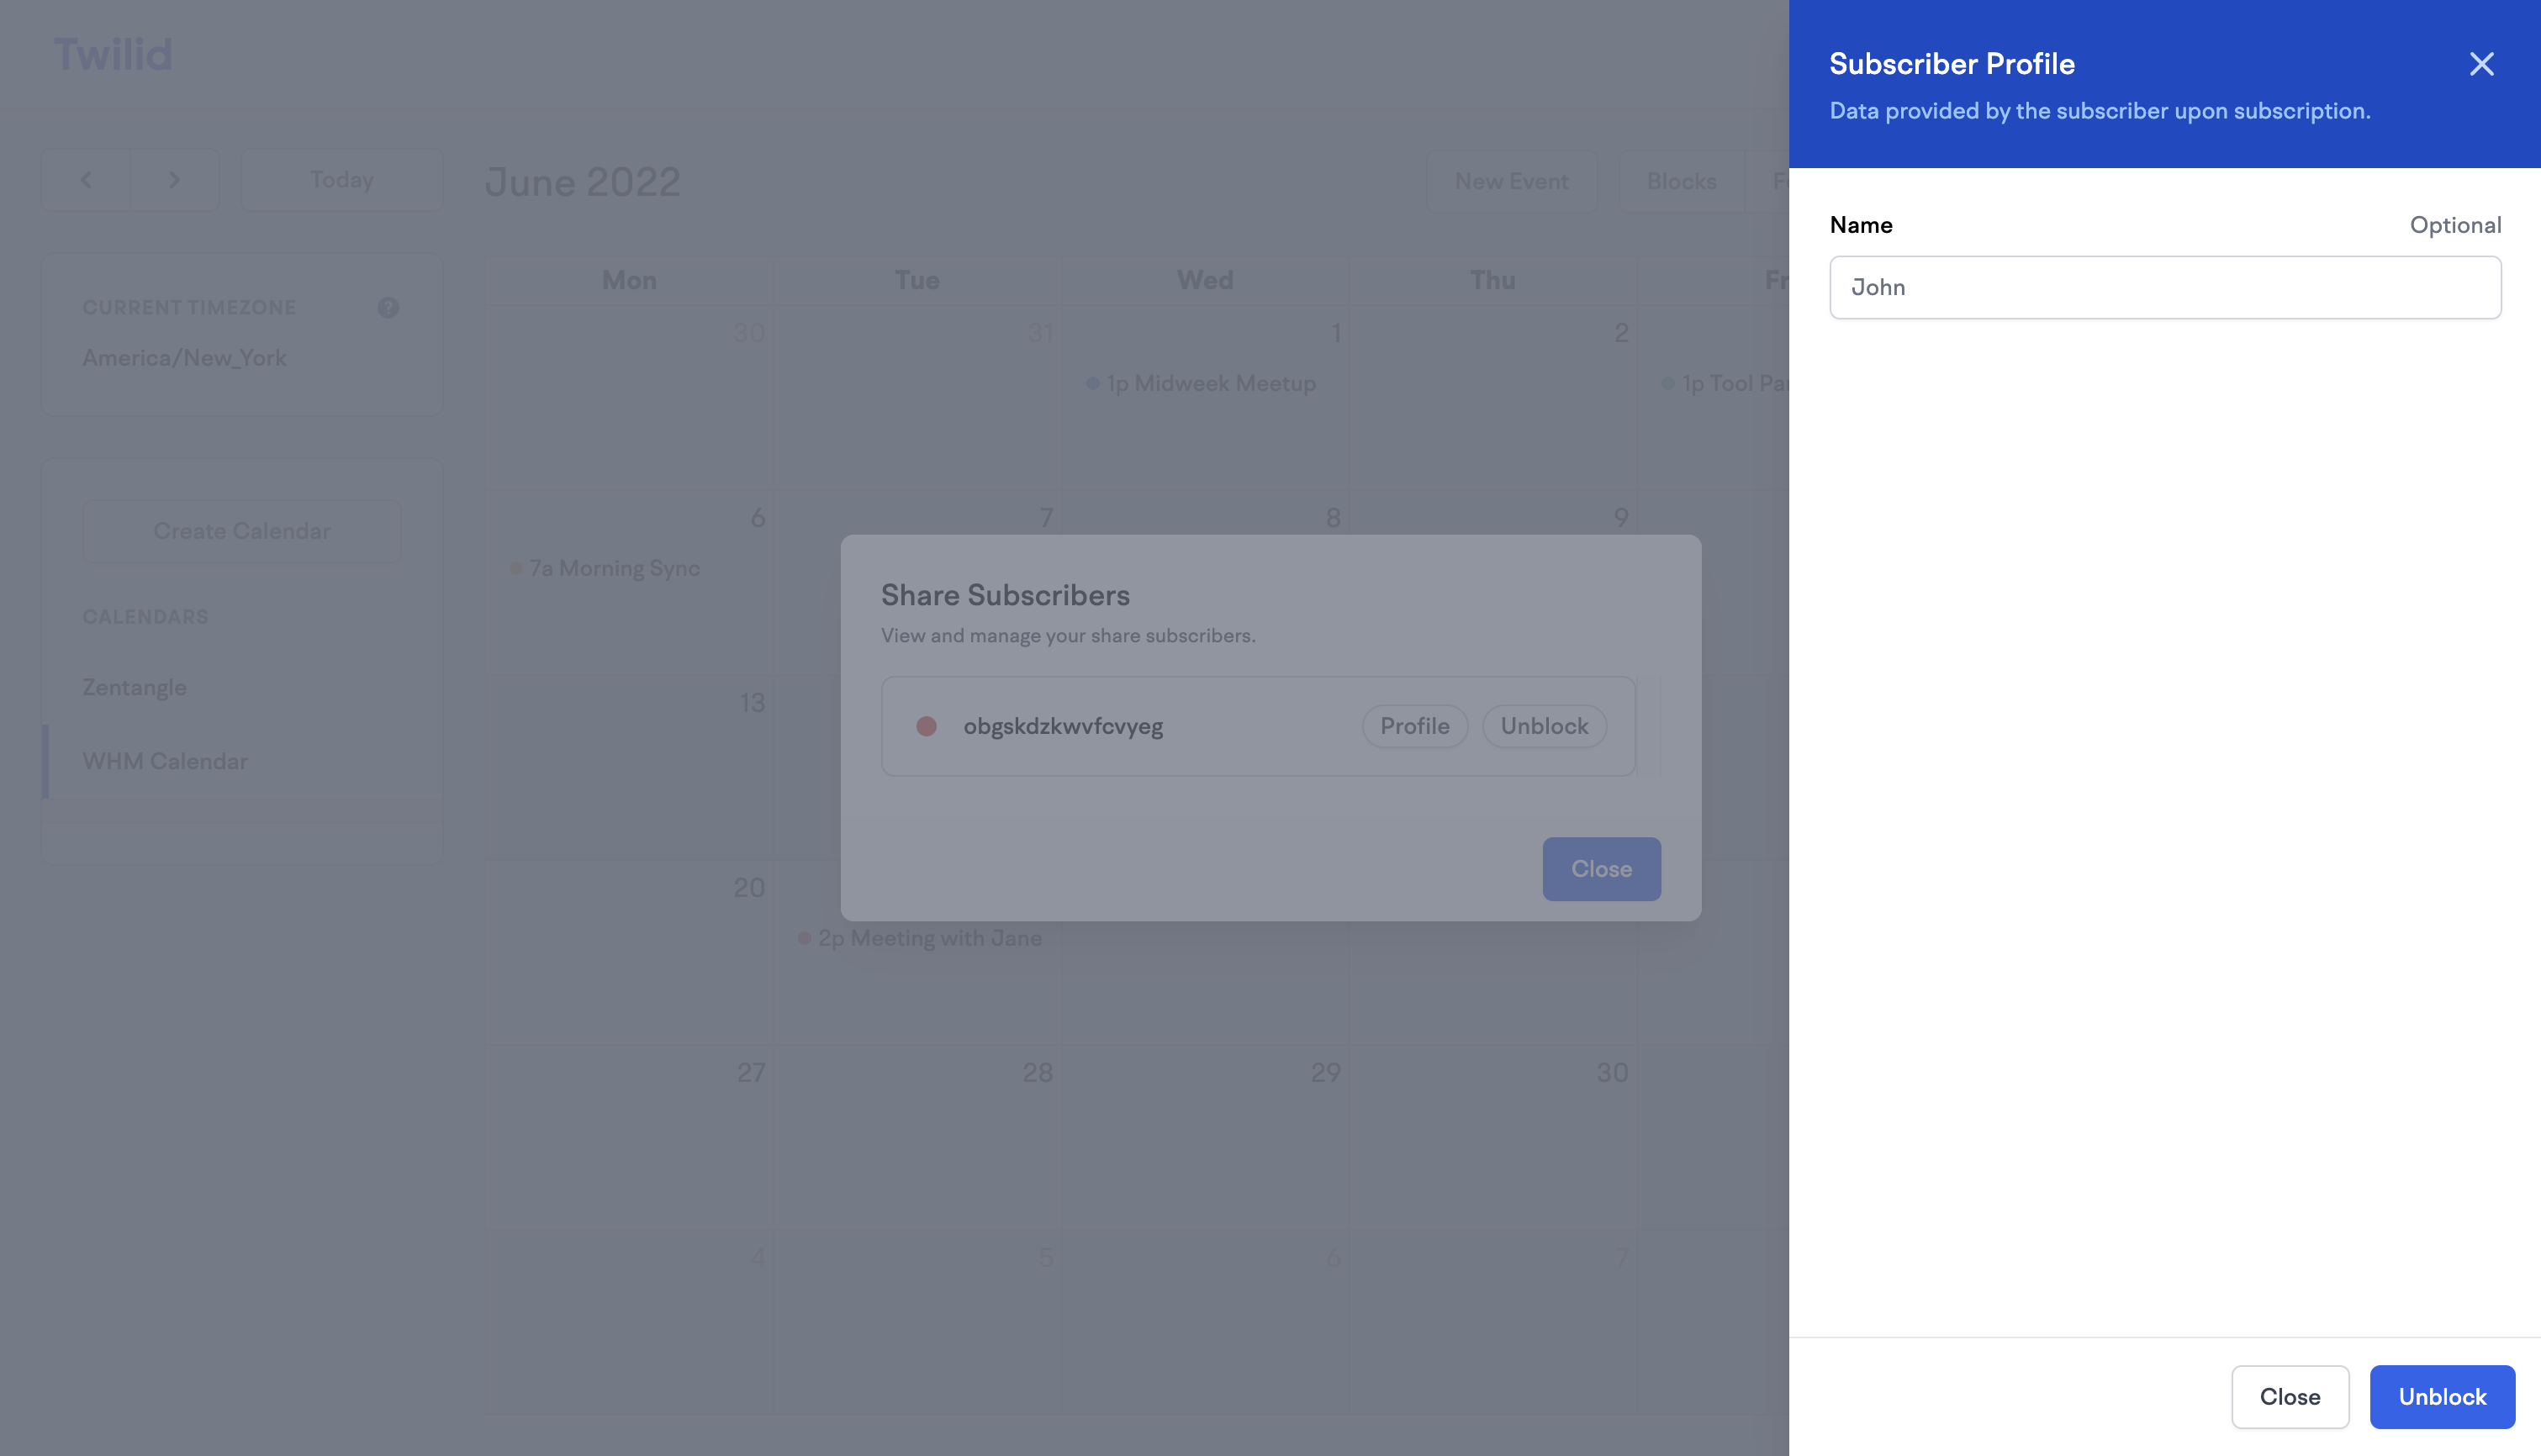 Twilid
Subscriber Profile
Data provided by the subscriber upon subscription.
Today
June 2022
New Event
Blocks
Name
Optional
John
CURRENT TIMEZONE
?
America/New_York
Mon
Tue
Wed
Thu
30
31
1
2
1p Midweek Meetup
1p Tool
Create Calendar
CALENDARS
Zentangle
WHM Calendar
6
7
8
9
7a Morning Sync
Share Subscribers
View and manage your share subscribers.
obgskdzkwvfcvyeg
Profile
Unblock
Close
13
20
2p Meeting with Jane
27
28
29
30
4
5
6
7
Close
Unblock